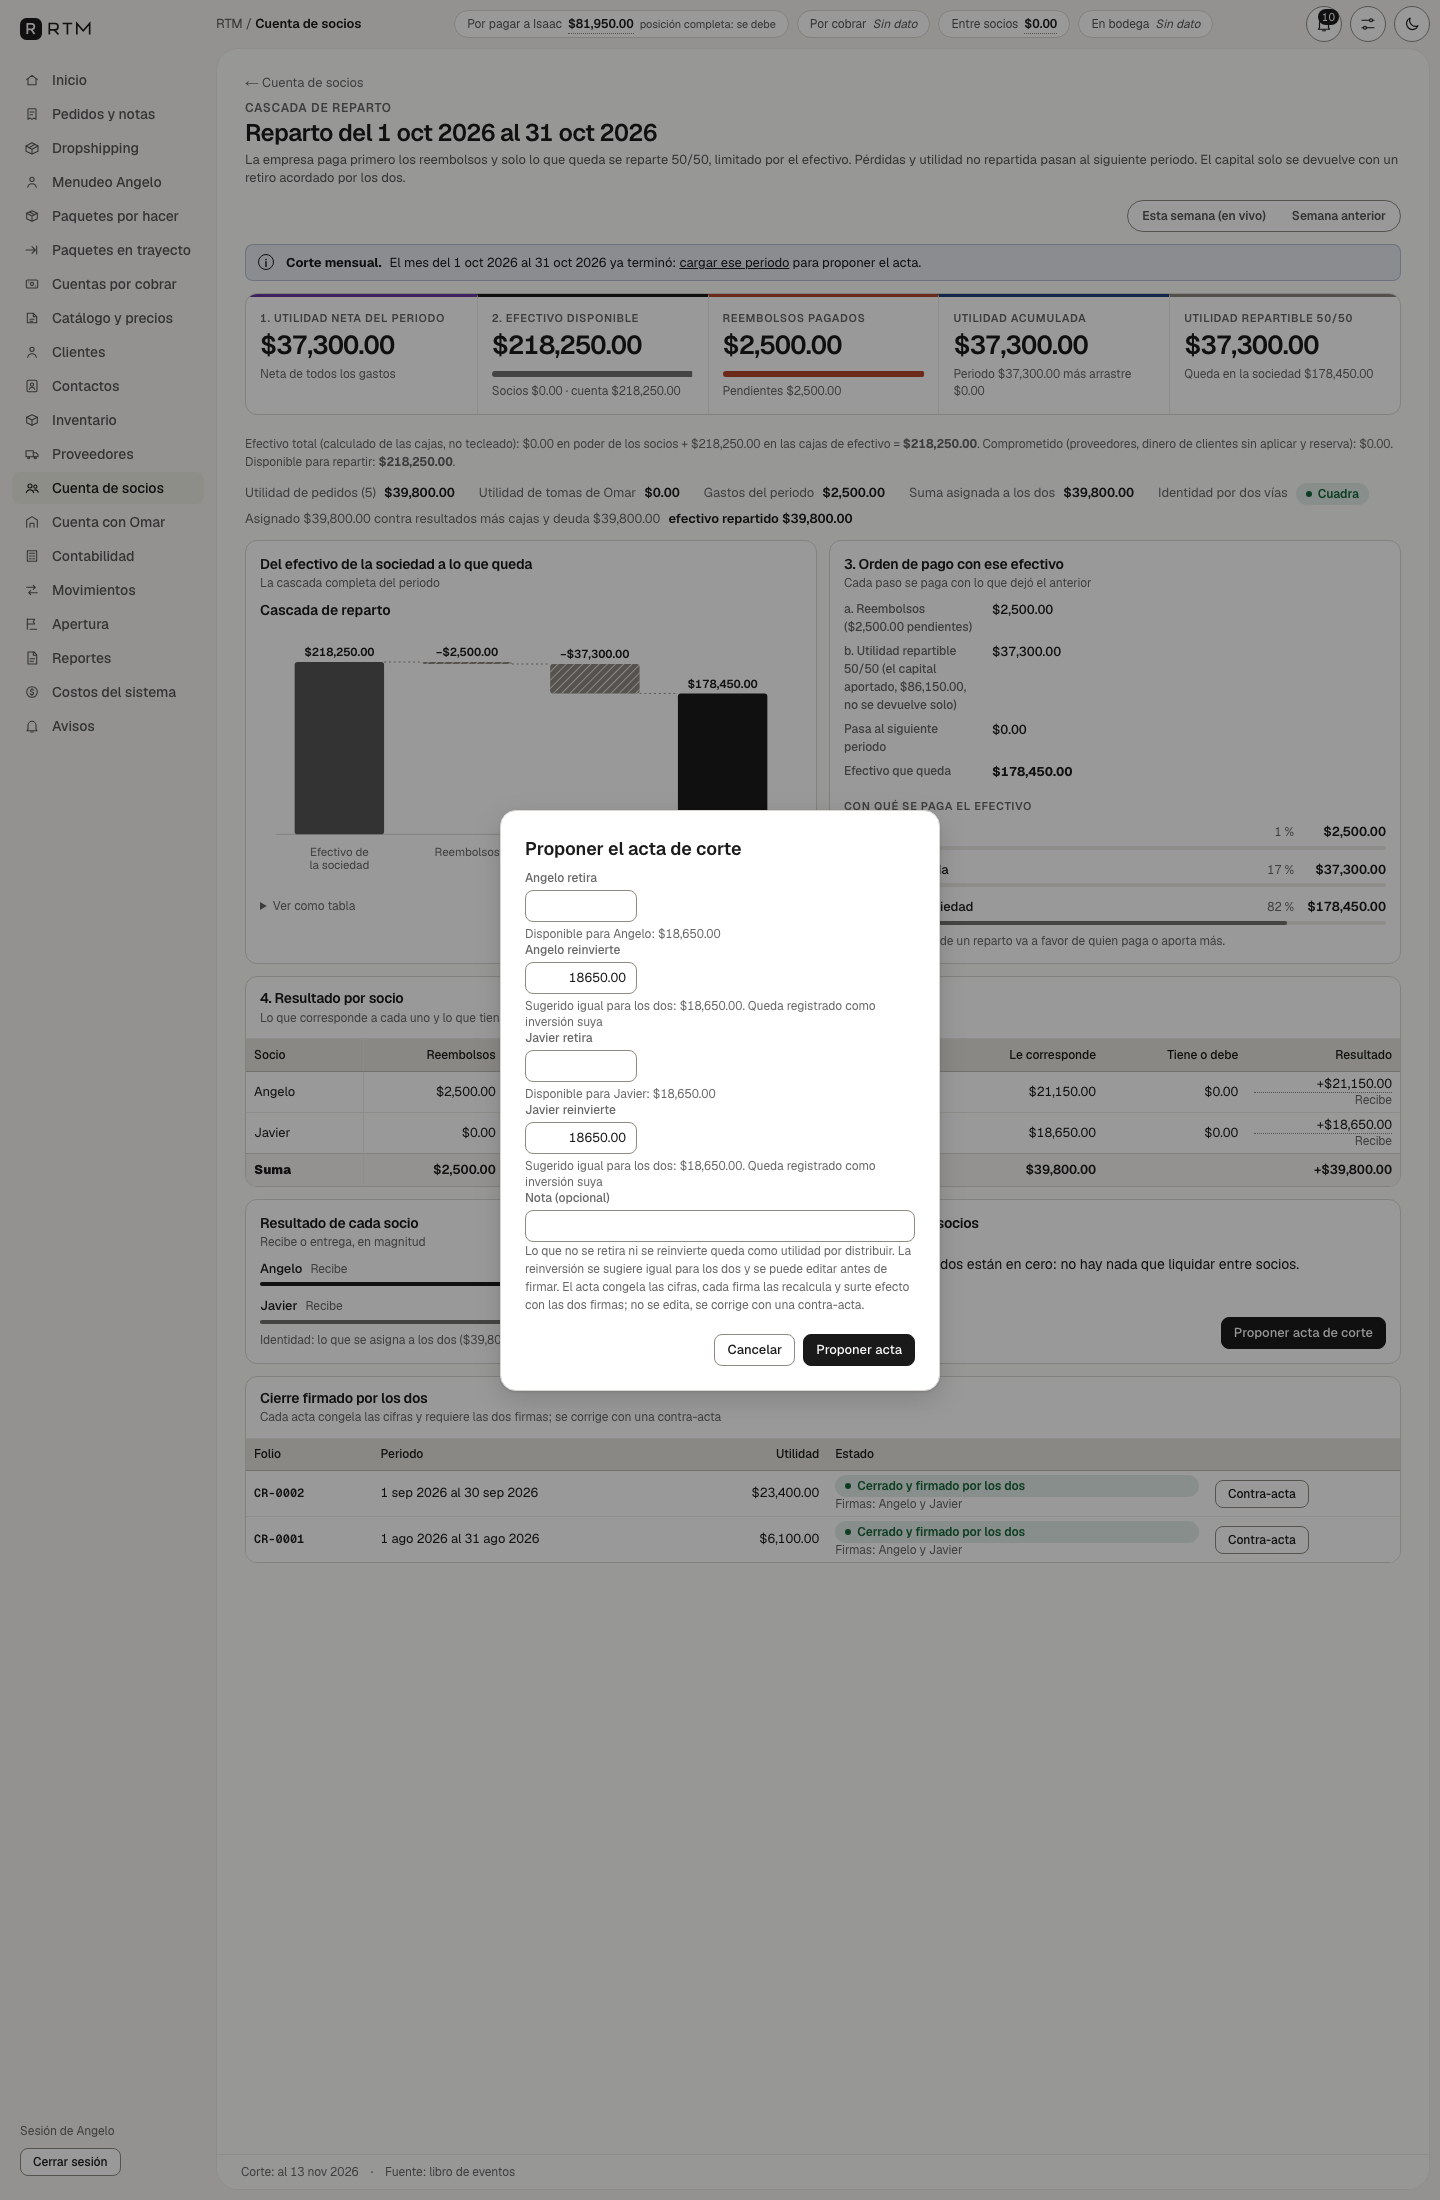 R RTM
RTM / Cuenta de socios
Por pagar a Isaac $81,950.00 posición completa: se debe
Por cobrar Sin dato
Entre socios $0.00
En bodega Sin dato
10
Inicio
Pedidos y notas
Dropshipping
Menudeo Angelo
Paquetes por hacer
Paquetes en trayecto
Cuentas por cobrar
Catálogo y precios
Clientes
Contactos
Inventario
Proveedores
Cuenta de socios
Cuenta con Omar
Contabilidad
Movimientos
Apertura
Reportes
Costos del sistema
Avisos
Sesión de Angelo
Cerrar sesión
← Cuenta de socios
CASCADA DE REPARTO
Reparto del 1 oct 2026 al 31 oct 2026
La empresa paga primero los reembolsos y solo lo que queda se reparte 50/50, limitado por el efectivo. Pérdidas y utilidad no repartida pasan al siguiente periodo. El capital solo se devuelve con un
retiro acordado por los dos.
Esta semana (en vivo) Semana anterior
Corte mensual. El mes del 1 oct 2026 al 31 oct 2026 ya terminó: cargar ese periodo para proponer el acta.
1. UTILIDAD NETA DEL PERIODO
$37,300.00
Neta de todos los gastos
2. EFECTIVO DISPONIBLE
$218,250.00
Socios $0.00 · cuenta $218,250.00
REEMBOLSOS PAGADOS
$2,500.00
Pendientes $2,500.00
UTILIDAD ACUMULADA
$37,300.00
Periodo $37,300.00 más arrastre
$0.00
UTILIDAD REPARTIBLE 50/50
$37,300.00
Queda en la sociedad $178,450.00
Efectivo total (calculado de las cajas, no tecleado): $0.00 en poder de los socios + $218,250.00 en las cajas de efectivo = $218,250.00. Comprometido (proveedores, dinero de clientes sin aplicar y reserva): $0.00.
Disponible para repartir: $218,250.00.
Utilidad de pedidos (5) $39,800.00 Utilidad de tomas de Omar $0.00 Gastos del periodo $2,500.00 Suma asignada a los dos $39,800.00 Identidad por dos vías Cuadra
Asignado $39,800.00 contra resultados más cajas y deuda $39,800.00 efectivo repartido $39,800.00
Del efectivo de la sociedad a lo que queda
La cascada completa del periodo
Cascada de reparto
$218,250.00
−$2,500.00
−$37,300.00
$178,450.00
Efectivo de
la sociedad
Reembolsos
Ver como tabla
3. Orden de pago con ese efectivo
Cada paso se paga con lo que dejó el anterior
a. Reembolsos
($2,500.00 pendientes)
$2,500.00
b. Utilidad repartible
50/50 (el capital
aportado, $86,150.00,
no se devuelve solo)
$37,300.00
Pasa al siguiente
periodo
$0.00
Efectivo que queda $178,450.00
CON QUÉ SE PAGA EL EFECTIVO
1 % $2,500.00
da 17 % $37,300.00
iedad 82 % $178,450.00
de un reparto va a favor de quien paga o aporta más.
Proponer el acta de corte
Angelo retira
Disponible para Angelo: $18,650.00
Angelo reinvierte
18650.00
Sugerido igual para los dos: $18,650.00. Queda registrado como
inversión suya
Javier retira
Disponible para Javier: $18,650.00
Javier reinvierte
18650.00
Sugerido igual para los dos: $18,650.00. Queda registrado como
inversión suya
Nota (opcional)
Lo que no se retira ni se reinvierte queda como utilidad por distribuir. La
reinversión se sugiere igual para los dos y se puede editar antes de
firmar. El acta congela las cifras, cada firma las recalcula y surte efecto
con las dos firmas; no se edita, se corrige con una contra-acta.
Cancelar Proponer acta
4. Resultado por socio
Lo que corresponde a cada uno y lo que tien
Socio Reembolsos Le corresponde Tiene o debe Resultado
Angelo $2,500.00 $21,150.00 $0.00 +$21,150.00
Recibe
Javier $0.00 $18,650.00 $0.00 +$18,650.00
Recibe
Suma $2,500.00 $39,800.00 +$39,800.00
Resultado de cada socio
Recibe o entrega, en magnitud
Angelo Recibe
Javier Recibe
Identidad: lo que se asigna a los dos ($39,80
socios
dos están en cero: no hay nada que liquidar entre socios.
Proponer acta de corte
Cierre firmado por los dos
Cada acta congela las cifras y requiere las dos firmas; se corrige con una contra-acta
Folio Periodo Utilidad Estado
CR-0002 1 sep 2026 al 30 sep 2026 $23,400.00 Cerrado y firmado por los dos
Firmas: Angelo y Javier
Contra-acta
CR-0001 1 ago 2026 al 31 ago 2026 $6,100.00 Cerrado y firmado por los dos
Firmas: Angelo y Javier
Contra-acta
Corte: al 13 nov 2026 · Fuente: libro de eventos